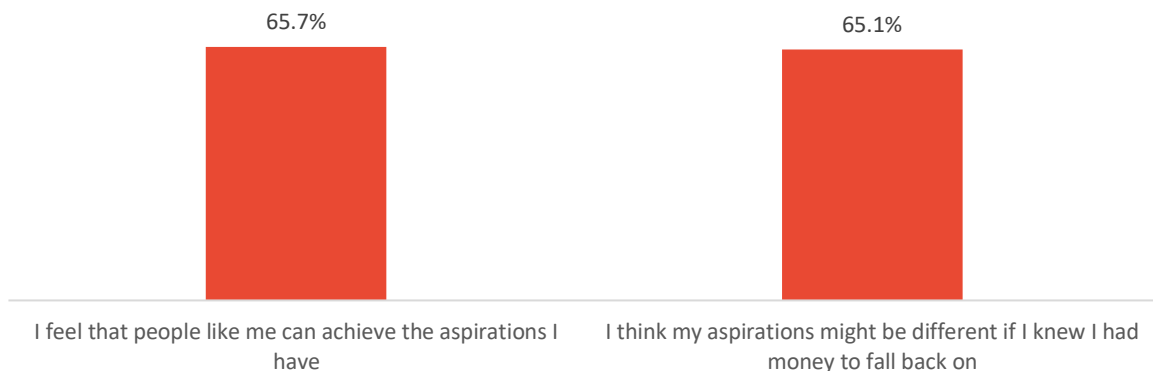 65.7%
65.1%
I feel that people like me can achieve the aspirations I
have
I think my aspirations might be different if I knew I had
money to fall back on